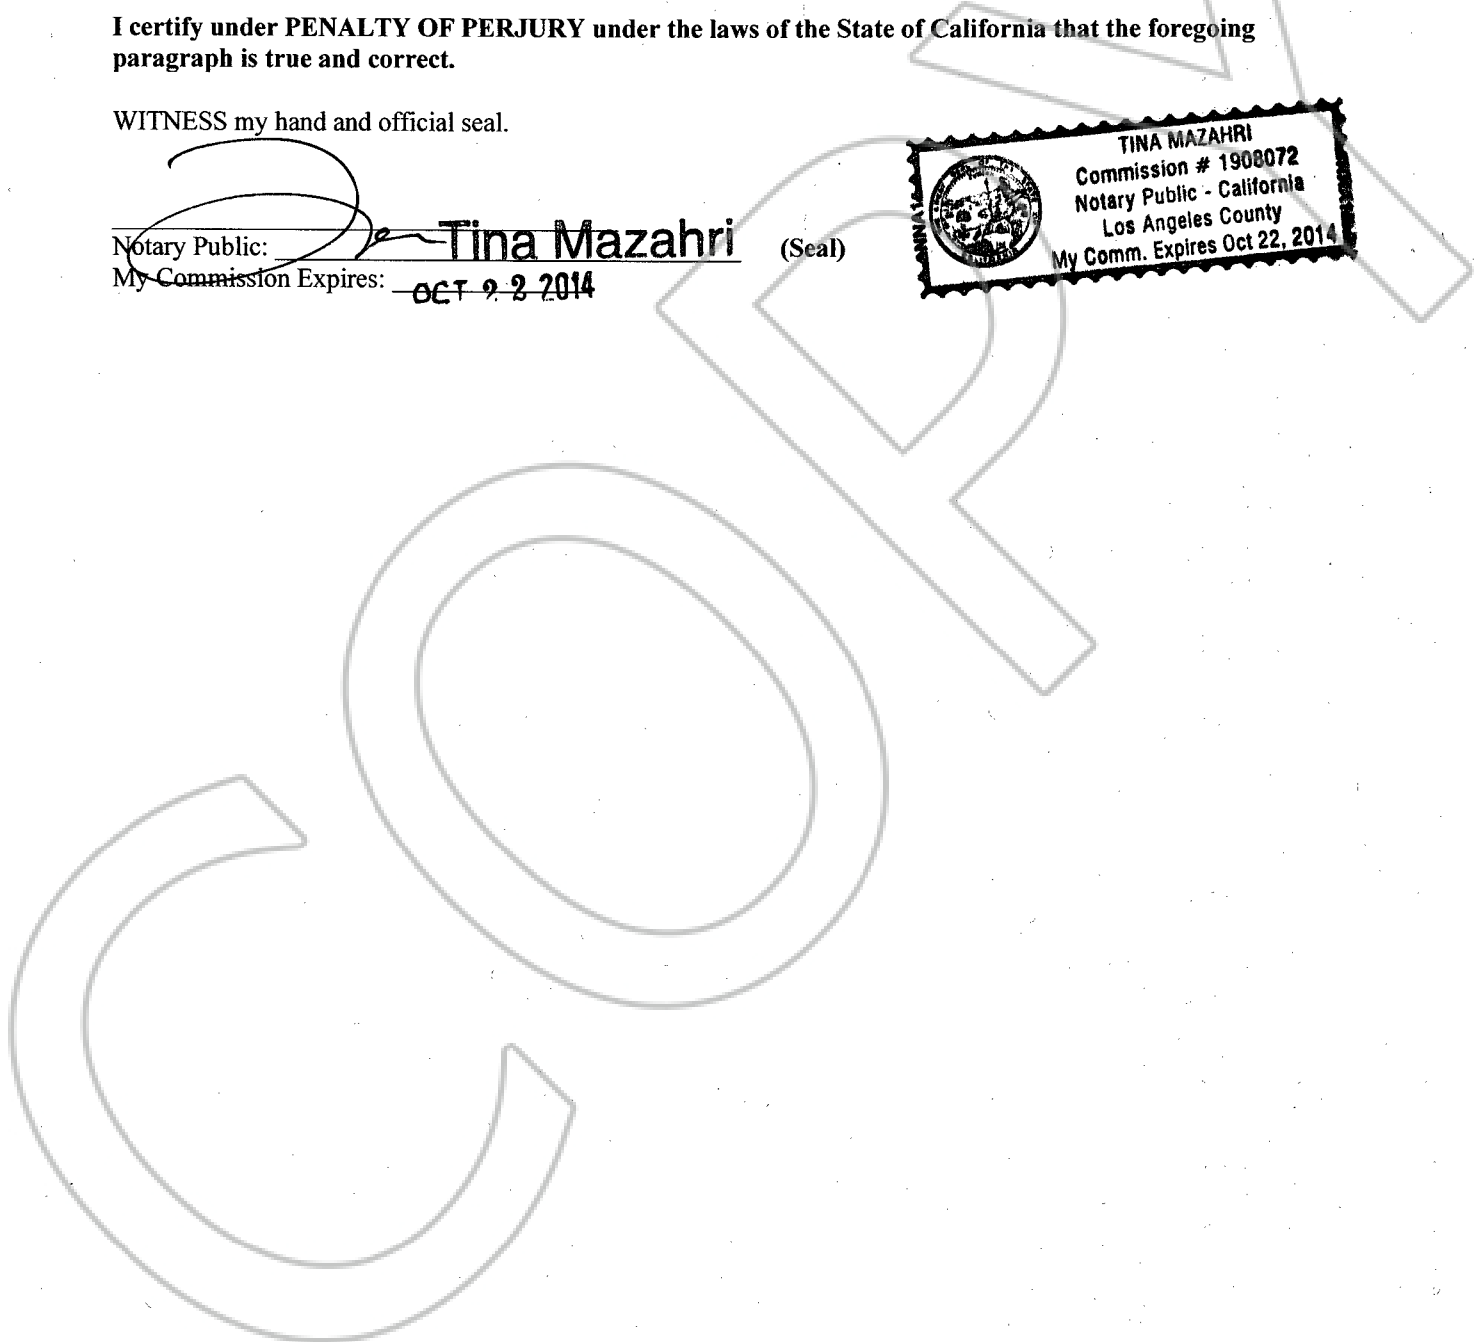 I certify under PENALTY OF PERJURY under the laws of the State of California that the foregoing
paragraph is true and correct.
WITNESS my hand and official seal.
Notary Public: Tina Mazahri (Seal)
My Commission Expires: OCT 22 2014
TINA MAZAHRI
Commission # 1908072
Notary Public - California
Los Angeles County
My Comm. Expires Oct 22, 2014
COPY